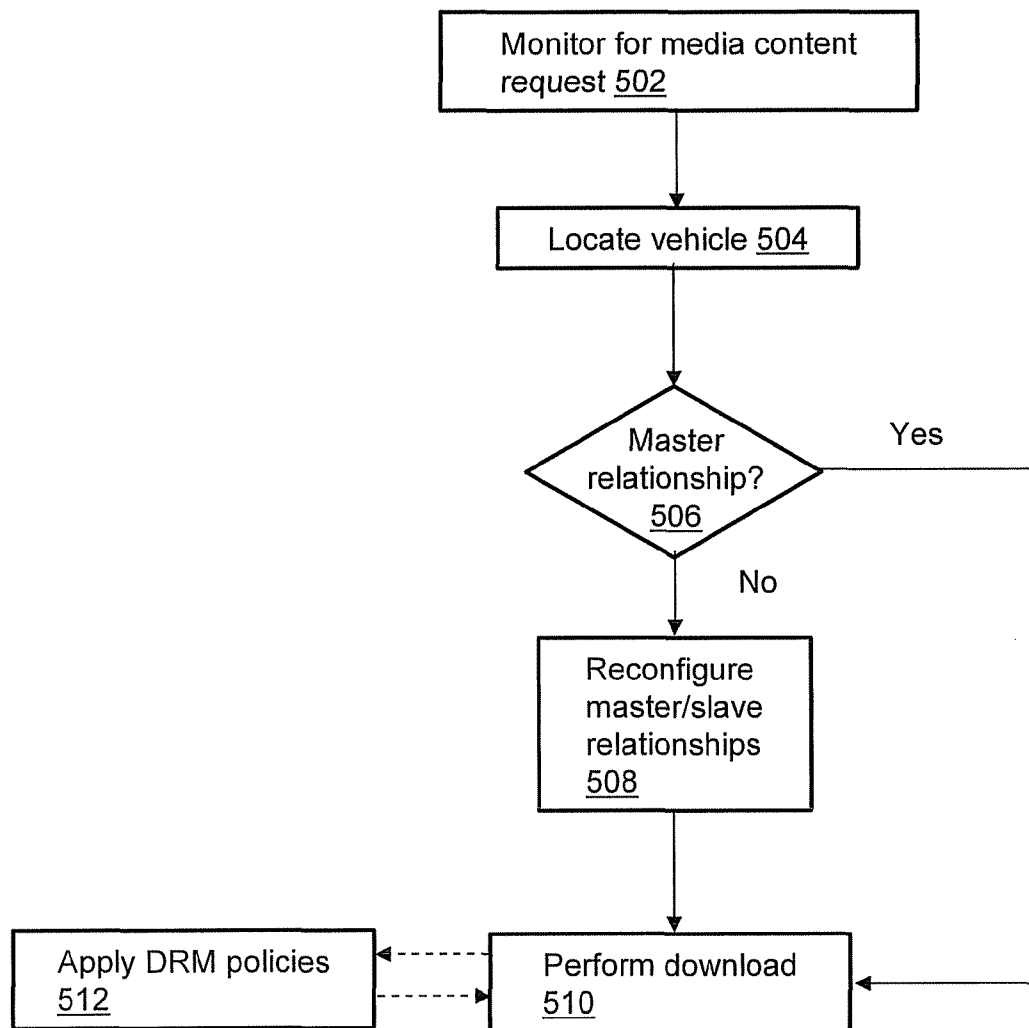 Monitor for media content
request 502
Locate vehicle 504
Master
relationship?
506
Yes
No
Reconfigure
master/slave
relationships
508
Apply DRM policies
512
Perform download
510